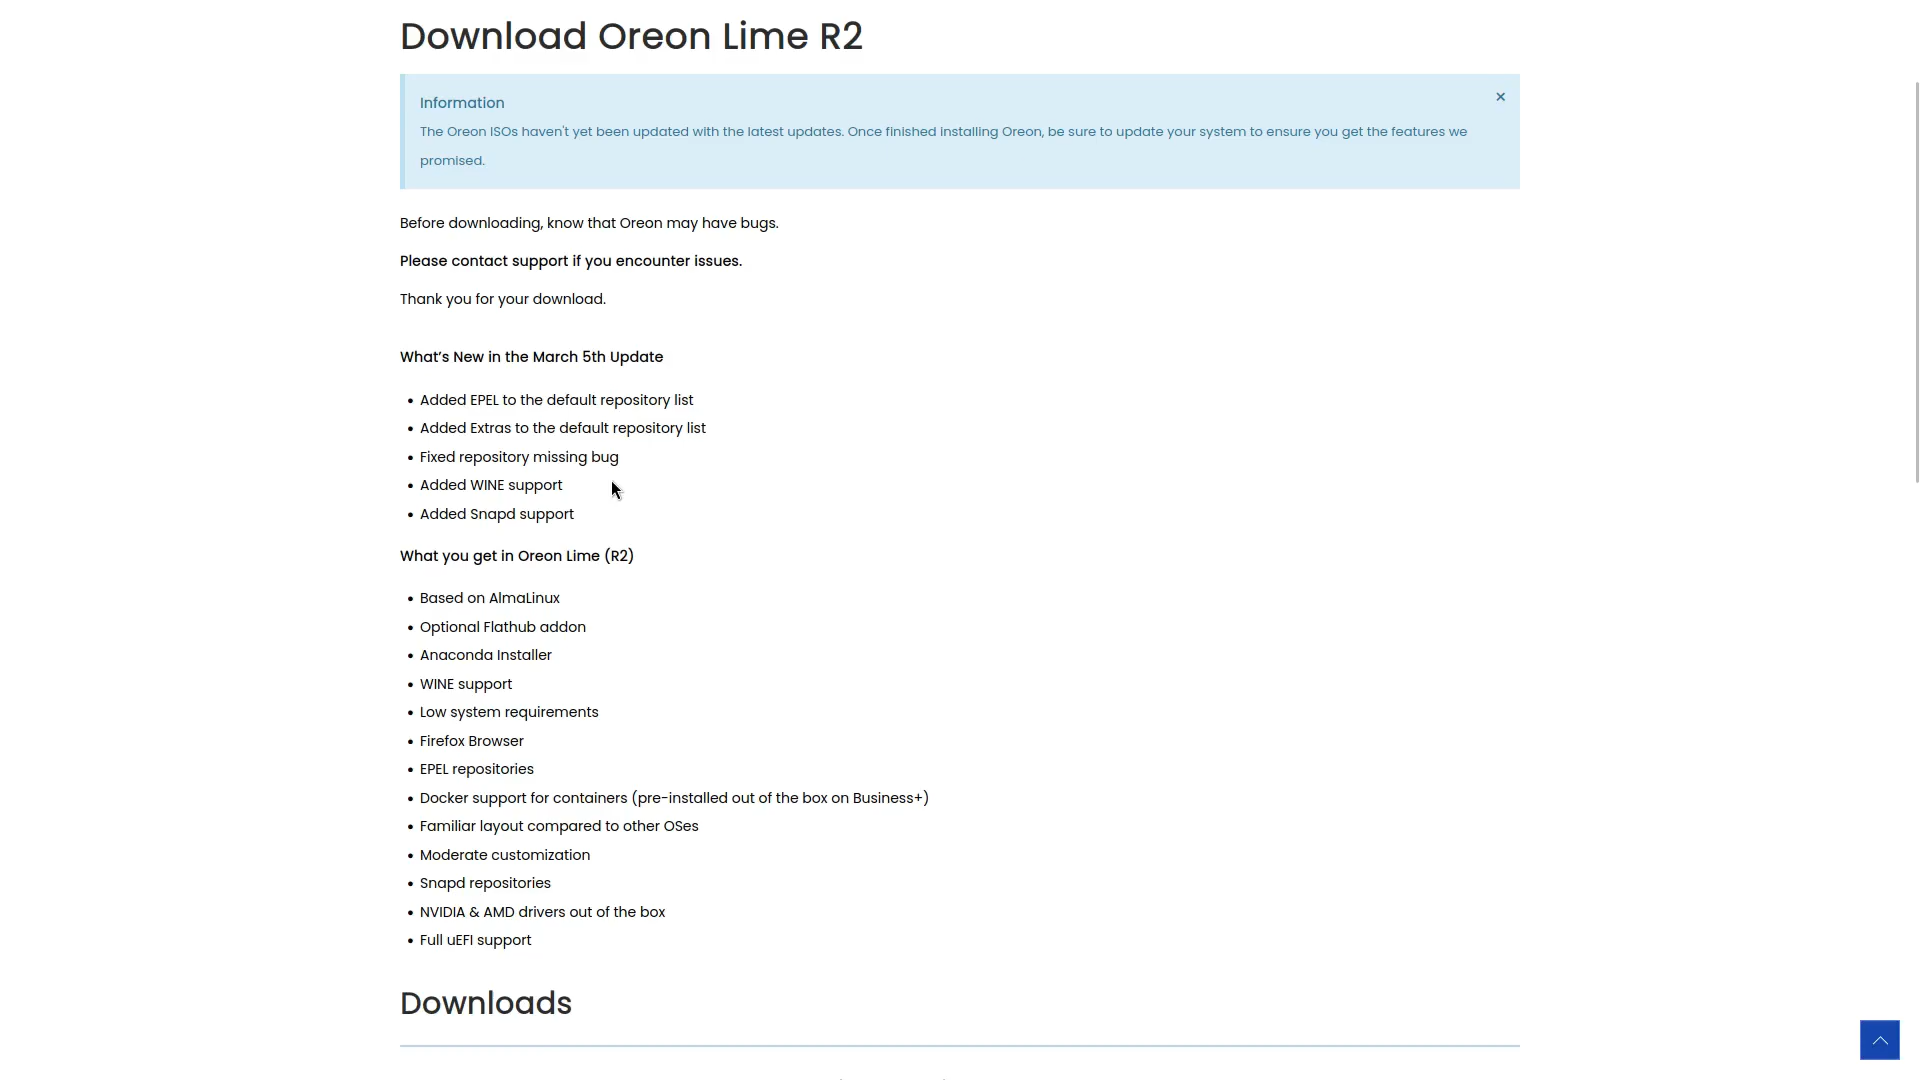 Download Oreon Lime R2
Information
×
The Oreon ISOs haven't yet been updated with the latest updates. Once finished installing Oreon, be sure to update your system to ensure you get the features we
promised.
Before downloading, know that Oreon may have bugs.
Please contact support if you encounter issues.
Thank you for your download.
What’s New in the March 5th Update
• Added EPEL to the default repository list
• Added Extras to the default repository list
• Fixed repository missing bug
• Added WINE support
• Added Snapd support
What you get in Oreon Lime (R2)
• Based on AlmaLinux
• Optional Flathub addon
• Anaconda Installer
• WINE support
• Low system requirements
• Firefox Browser
• EPEL repositories
• Docker support for containers (pre-installed out of the box on Business+)
• Familiar layout compared to other OSes
• Moderate customization
• Snapd repositories
• NVIDIA & AMD drivers out of the box
• Full uEFI support
Downloads